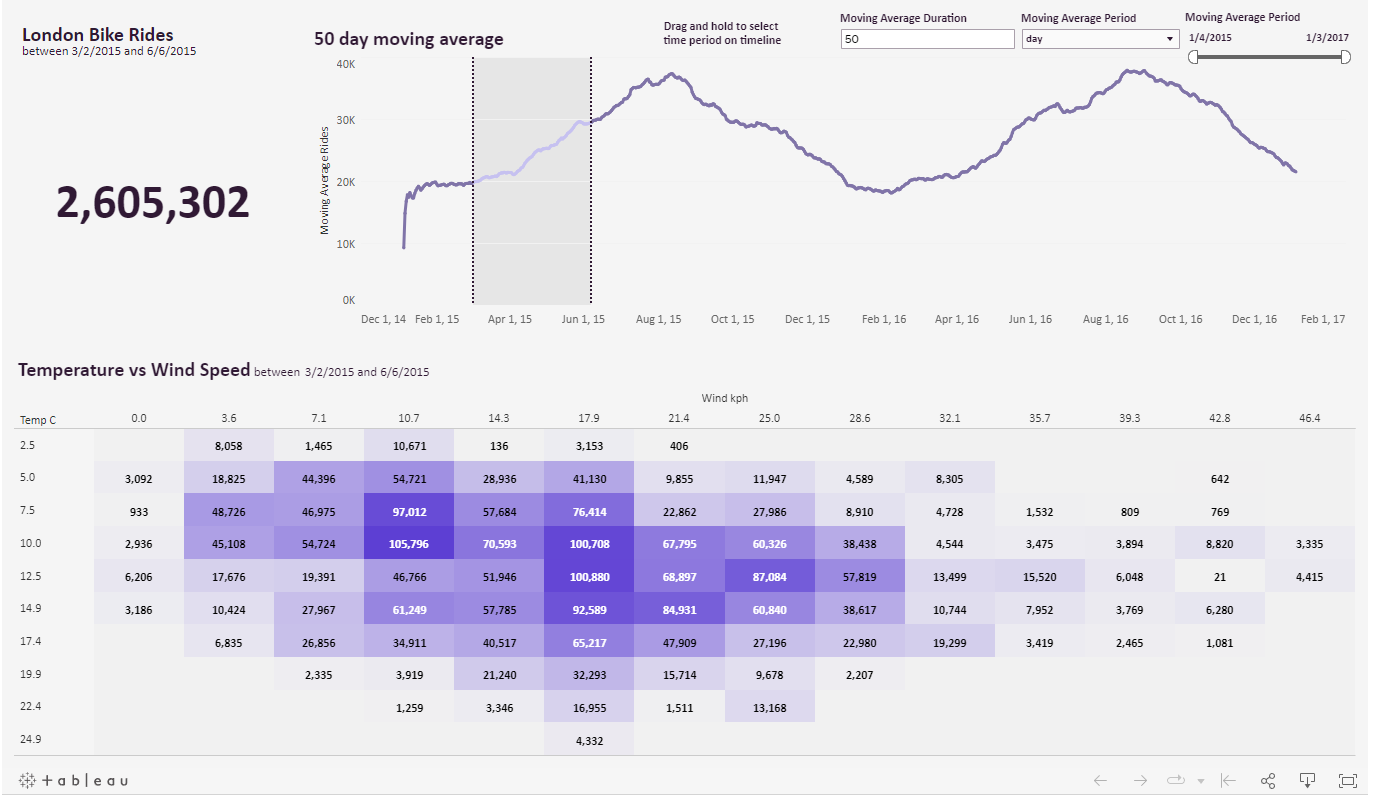 London Bike Rides
between 3/2/2015 and 6/6/2015
2,605,302
50 day moving average
Drag and hold to select
time period on timeline
Moving Average Duration
50
Moving Average Period
day
Moving Average Period
1/4/2015 1/3/2017
Moving Average Rides
40K
30K
20K
10K
0K
Dec 1, 14 Feb 1, 15 Apr 1, 15 Jun 1, 15 Aug 1, 15 Oct 1, 15 Dec 1, 15 Feb 1, 16 Apr 1, 16 Jun 1, 16 Aug 1, 16 Oct 1, 16 Dec 1, 16 Feb 1, 17
Temperature vs Wind Speed between 3/2/2015 and 6/6/2015
Wind kph
Temp C 0.0 3.6 7.1 10.7 14.3 17.9 21.4 25.0 28.6 32.1 35.7 39.3 42.8 46.4
2.5 8,058 1,465 10,671 136 3,153 406
5.0 3,092 18,825 44,396 54,721 28,936 41,130 9,855 11,947 4,589 8,305 642
7.5 933 48,726 46,975 97,012 57,684 76,414 22,862 27,986 8,910 4,728 1,532 809 769
10.0 2,936 45,108 54,724 105,796 70,593 100,708 67,795 60,326 38,438 4,544 3,475 3,894 8,820 3,335
12.5 6,206 17,676 19,391 46,766 51,946 100,880 68,897 87,084 57,819 13,499 15,520 6,048 21 4,415
14.9 3,186 10,424 27,967 61,249 57,785 92,589 84,931 60,840 38,617 10,744 7,952 3,769 6,280
17.4 6,835 26,856 34,911 40,517 65,217 47,909 27,196 22,980 19,299 3,419 2,465 1,081
19.9 2,335 3,919 21,240 32,293 15,714 9,678 2,207
22.4 1,259 3,346 16,955 1,511 13,168
24.9 4,332
+ableau